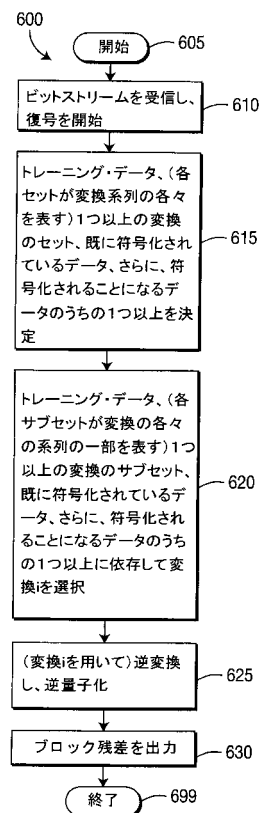 600
開始
605
ビットストリームを受信し、
復号を開始
610
トレーニング・データ、(各
セットが変換系列の各々
を表す)1つ以上の変換
のセット、既に符号化され
ているデータ、さらに、符
号化されることになるデ
ータのうちの1つ以上を決
定
615
トレーニング・データ、(各
サブセットが変換の各々
の系列の一部を表す)1つ
以上の変換のサブセット、
既に符号化されているデ
ータ、さらに、符号化され
ることになるデータのうち
の1つ以上に依存して変
換iを選択
620
(変換iを用いて)逆変換
し、逆量子化
625
ブロック残差を出力
630
終了
699